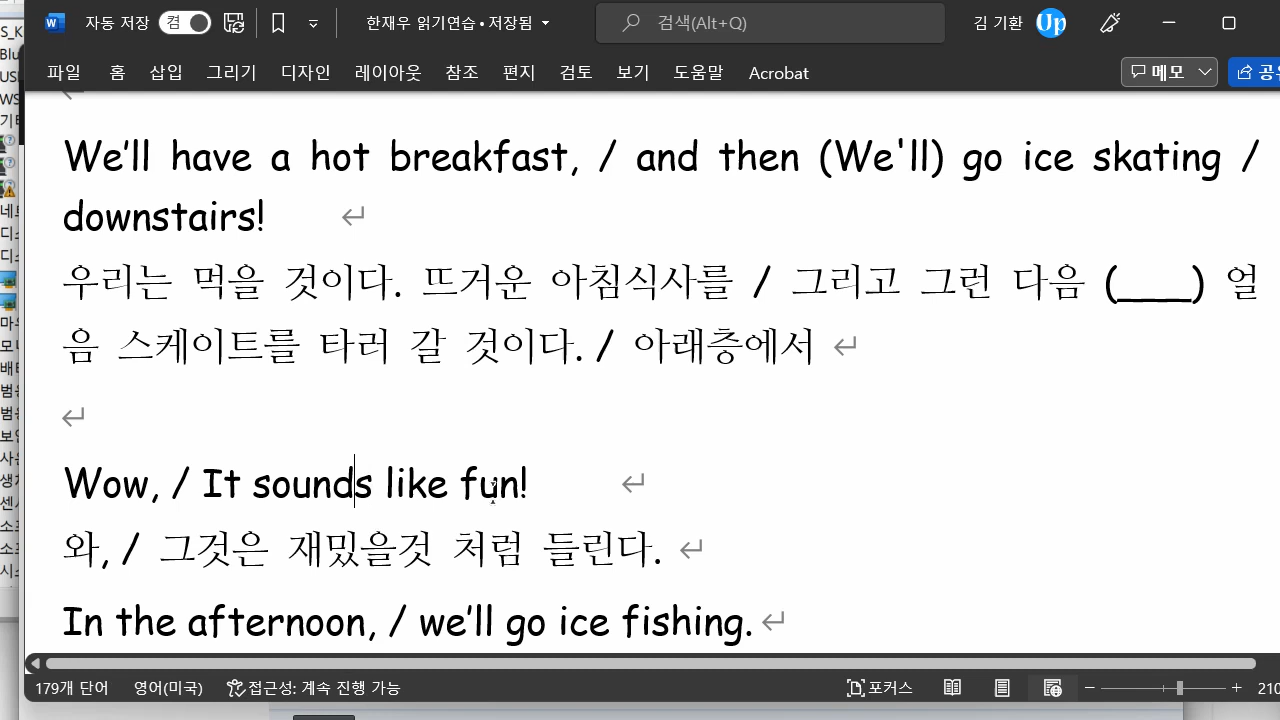 자동 저장 켬 한재우 읽기연습 • 저장됨 검색(Alt+Q) 김 기환 Up
파일 홈 삽입 그리기 디자인 레이아웃 참조 편지 검토 보기 도움말 Acrobat 메모
We’ll have a hot breakfast, / and then (We'll) go ice skating /
downstairs!
우리는 먹을 것이다. 뜨거운 아침식사를 / 그리고 그런 다음 (____) 얼
음 스케이트를 타러 갈 것이다. / 아래층에서
Wow, / It sounds like fun!
와, / 그것은 재밌을것 처럼 들린다.
In the afternoon, / we’ll go ice fishing.
179개 단어 영어(미국) 접근성: 계속 진행 가능 포커스